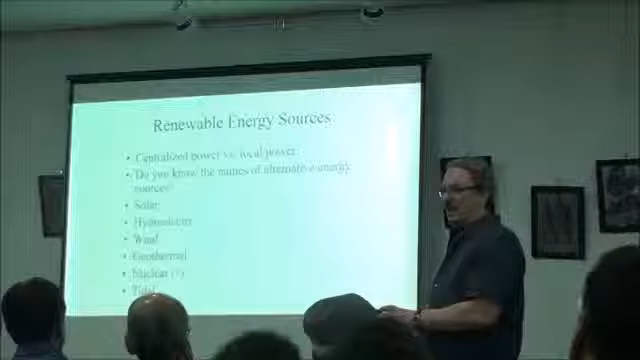 Renewable Energy Sources
• Centralized power vs. local power
• Do you know the names of alternative energy
sources?
• Solar
• Hydroelectric
• Wind
• Geothermal
• Nuclear (?)
• Tidal